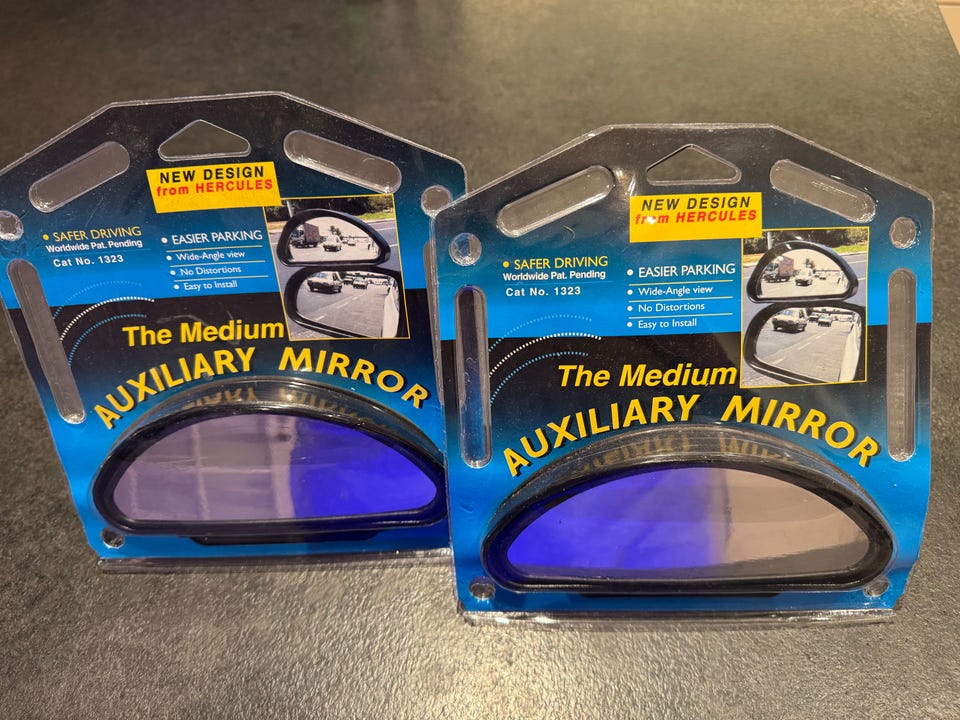 NEW DESIGN
from HERCULES
• SAFER DRIVING
Worldwide Pat. Pending
Cat No. 1323
• EASIER PARKING
• Wide-Angle view
• No Distortions
• Easy to Install
The Medium
AUXILIARY MIRROR
NEW DESIGN
from HERCULES
• SAFER DRIVING
Worldwide Pat. Pending
Cat No. 1323
• EASIER PARKING
• Wide-Angle view
• No Distortions
• Easy to Install
The Medium
AUXILIARY MIRROR